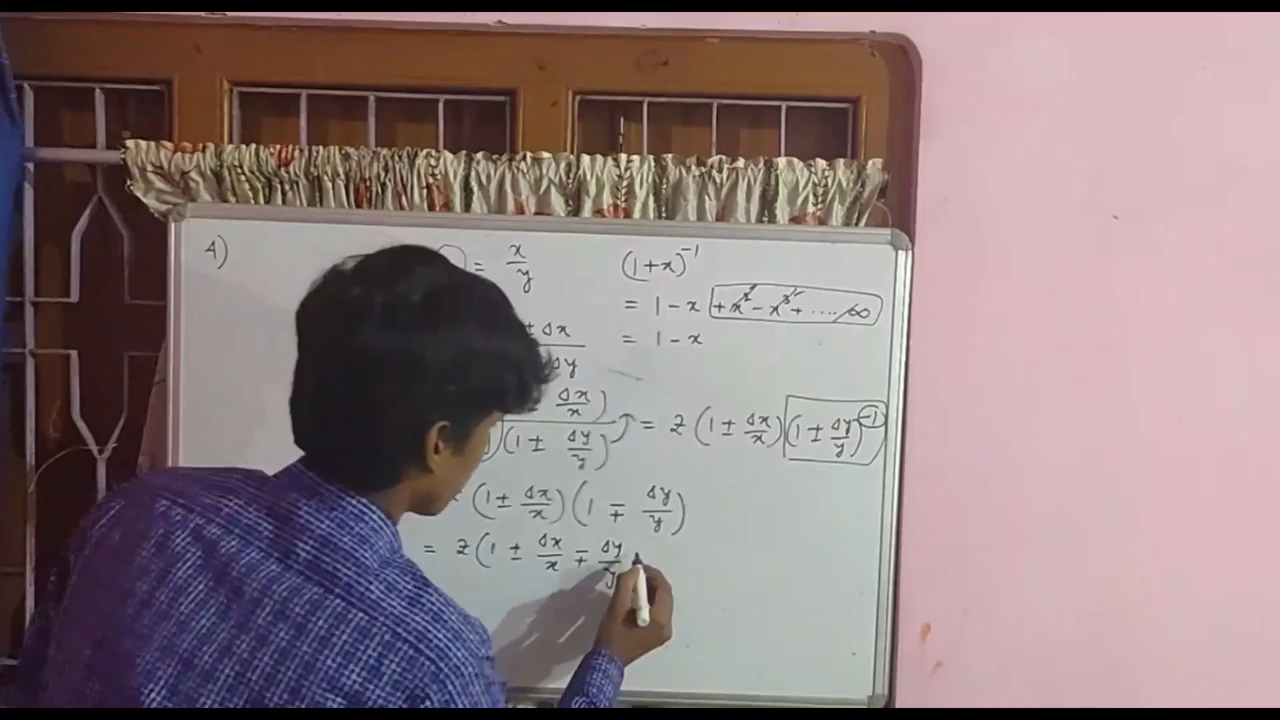 4)
= x/y
(1+x)⁻¹
= 1 - x + x² - x³ + .... ∞
= 1 - x
± Δx
Δy
Δx/x)
)(1 ± Δy/y)
= z (1 ± Δx/x)(1 ± Δy/y)⁻¹
(1 ± Δx/x)(1 ∓ Δy/y)
= z (1 ± Δx/x ∓ Δy/y